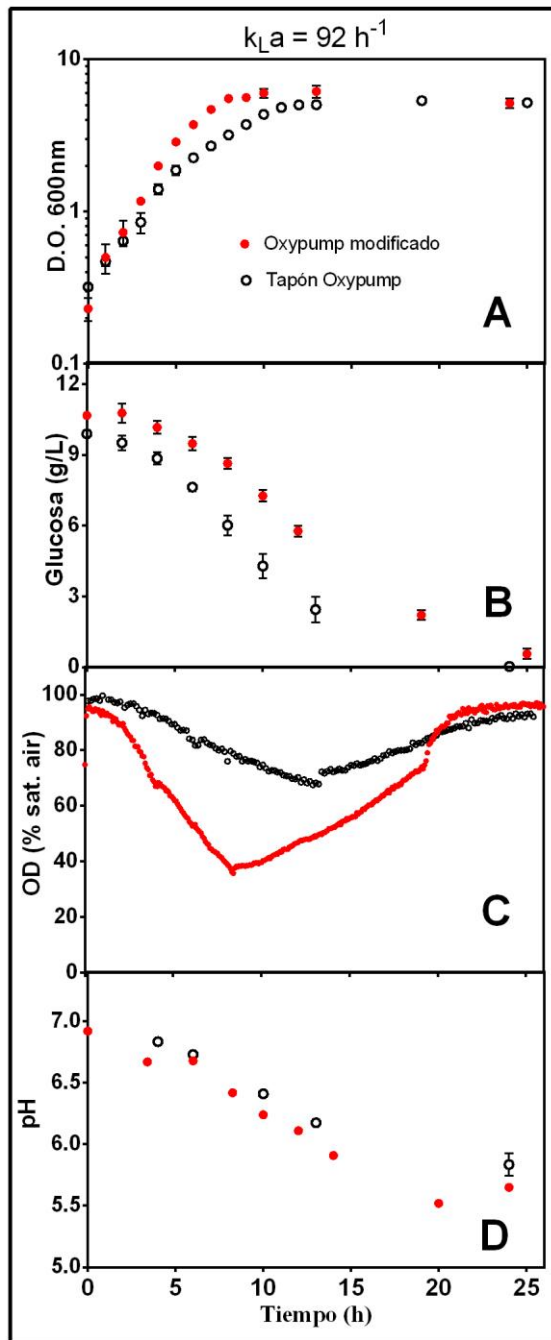 k_La = 92 h⁻¹
10
1
0.1
D.O. 600nm
Oxypump modificado
Tapón Oxypump
A
12
9
6
3
0
Glucosa (g/L)
B
100
80
60
40
20
0
OD (% sat. air)
C
7.0
6.5
6.0
5.5
5.0
pH
D
0 5 10 15 20 25
Tiempo (h)